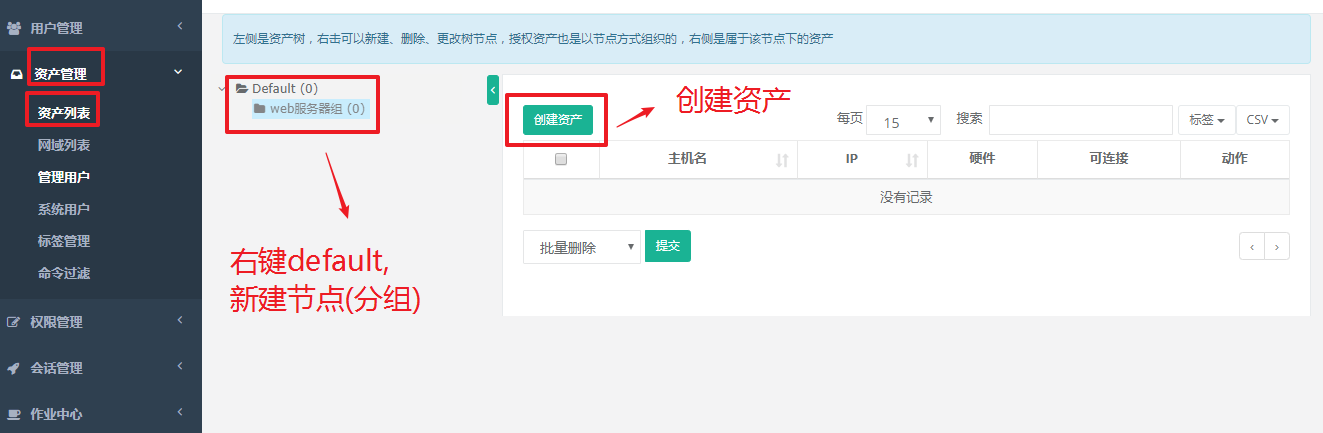 用户管理
资产管理
资产列表
网域列表
管理用户
系统用户
标签管理
命令过滤
权限管理
会话管理
作业中心
左侧是资产树，右击可以新建、删除、更改树节点，授权资产也是以节点方式组织的，右侧是属于该节点下的资产
Default (0)
web服务器组 (0)
右键default,
新建节点(分组)
创建资产
创建资产
每页 15 搜索 标签 CSV
主机名 IP 硬件 可连接 动作
没有记录
批量删除 提交